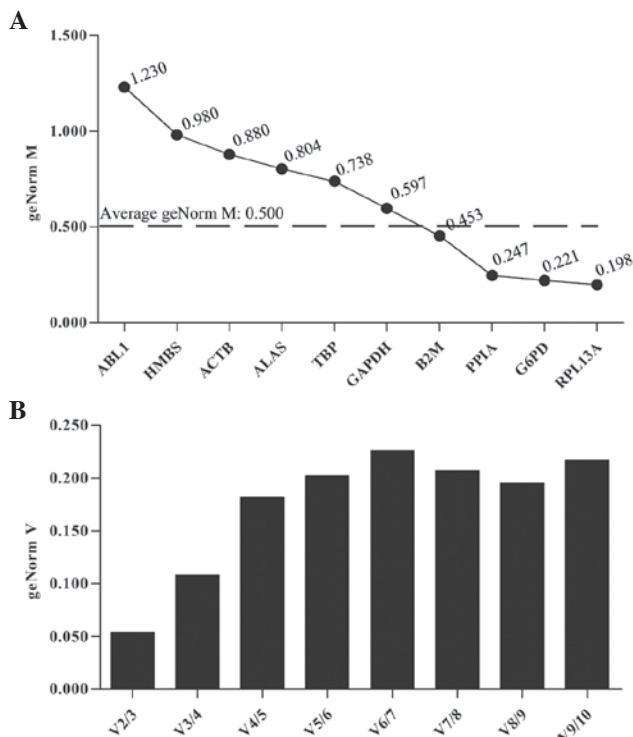 A
1.500
1.000
0.500
0.000
geNorm M
1.230
0.980
0.880
0.804
0.738
0.597
0.453
0.247
0.221
0.198
Average geNorm M: 0.500
ABL1
HMBS
ACTB
ALAS
TBP
GAPDH
B2M
PPIA
G6PD
RPL13A
B
0.250
0.200
0.150
0.100
0.050
0.000
geNorm V
V2/3
V3/4
V4/5
V5/6
V6/7
V7/8
V8/9
V9/10